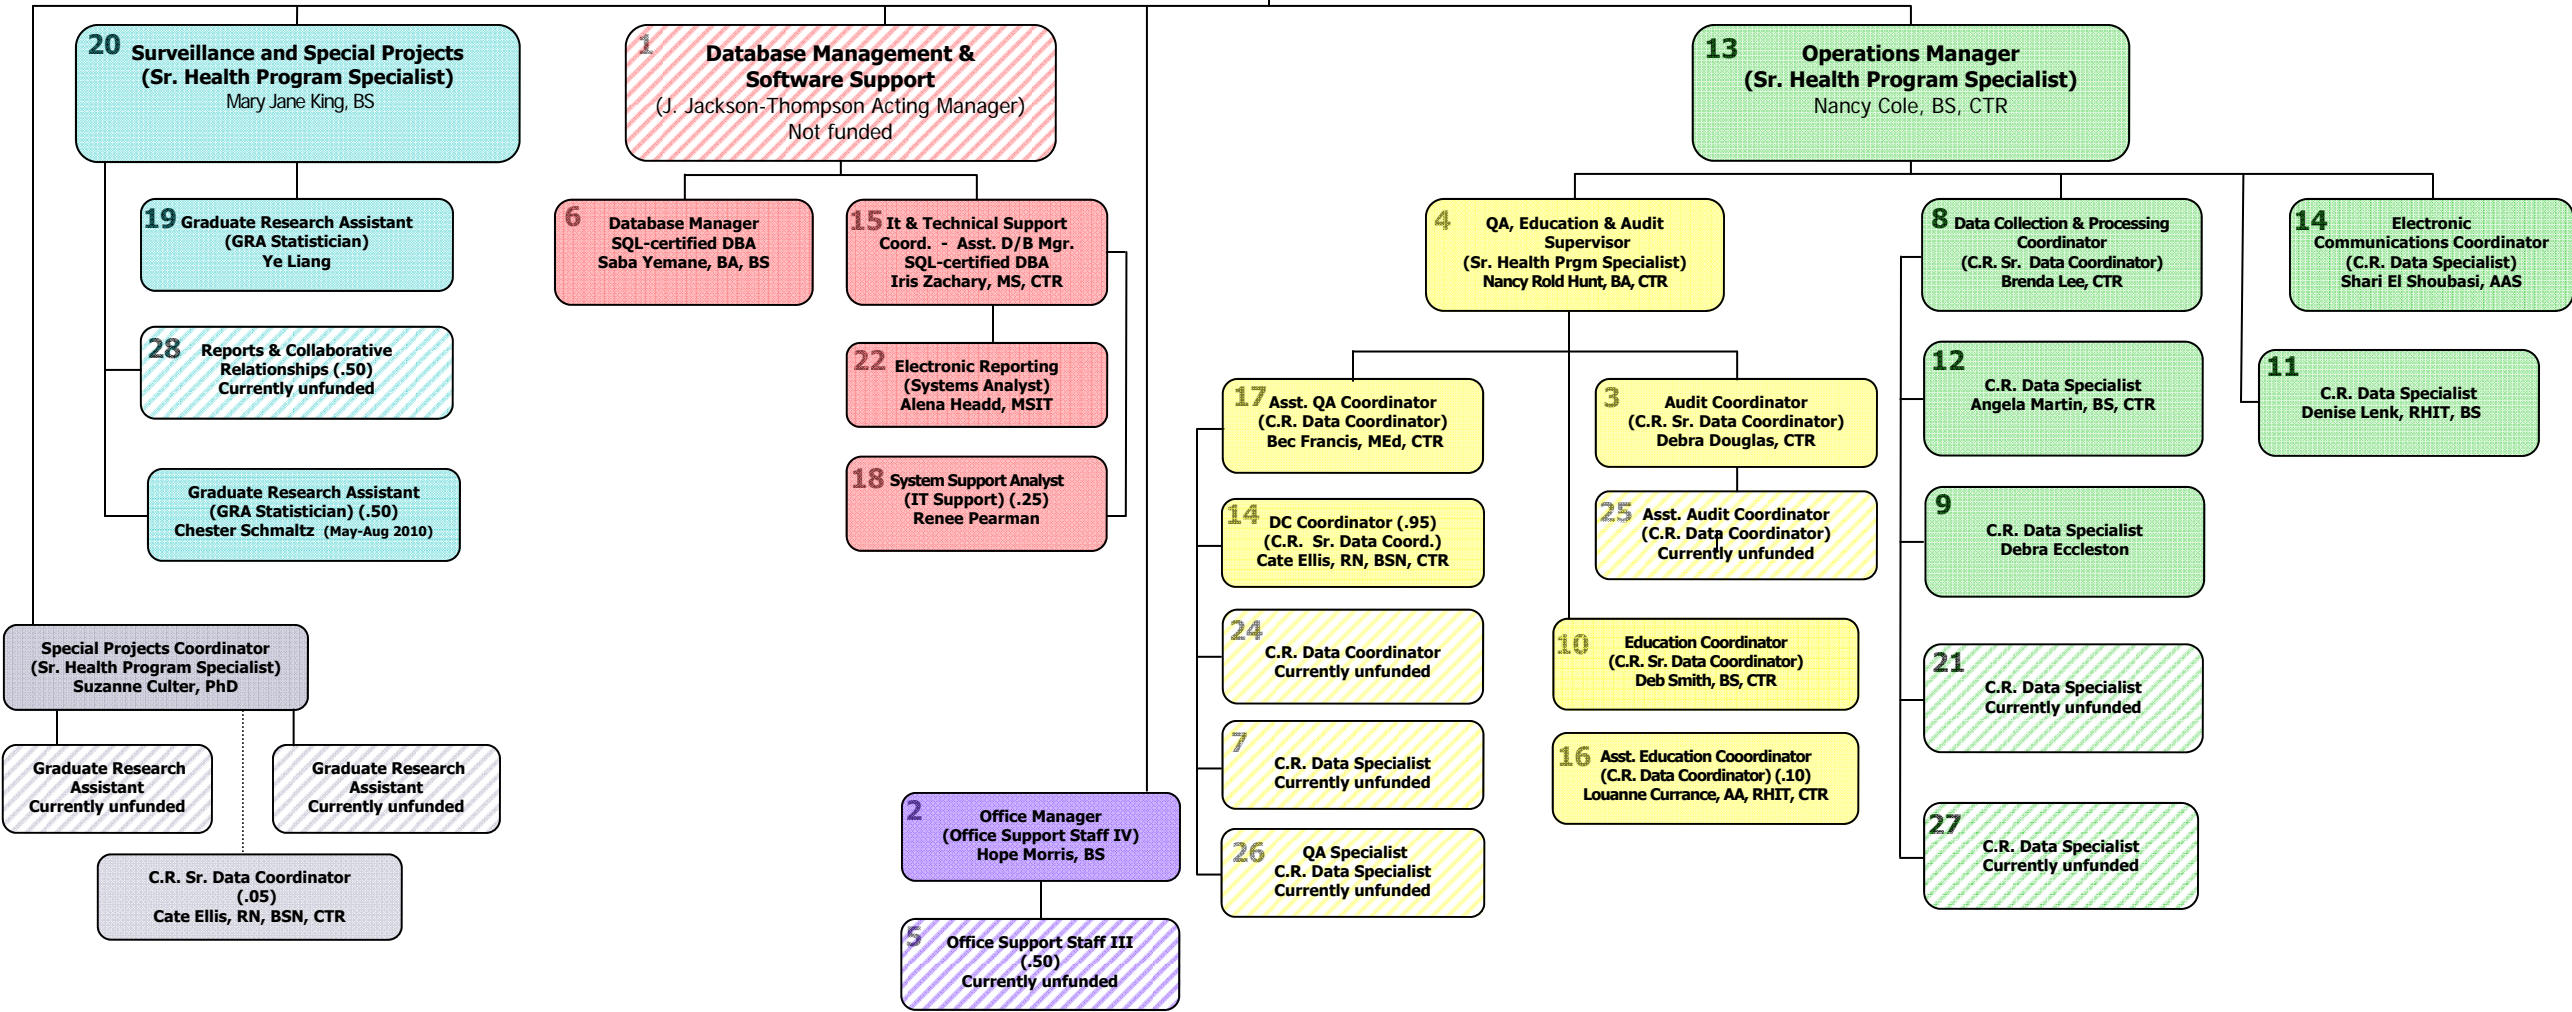 20
Surveillance and Special Projects
(Sr. Health Program Specialist)
Mary Jane King, BS
1
Database Management &
Software Support
(J. Jackson-Thompson Acting Manager)
Not funded
13
Operations Manager
(Sr. Health Program Specialist)
Nancy Cole, BS, CTR
19 Graduate Research Assistant
(GRA Statistician)
Ye Liang
28 Reports & Collaborative
Relationships (.50)
Currently unfunded
Graduate Research Assistant
(GRA Statistician) (.50)
Chester Schmaltz (May-Aug 2010)
6 Database Manager
SQL-certified DBA
Saba Yemane, BA, BS
15 It & Technical Support
Coord. - Asst. D/B Mgr.
SQL-certified DBA
Iris Zachary, MS, CTR
22 Electronic Reporting
(Systems Analyst)
Alena Headd, MSIT
18 System Support Analyst
(IT Support) (.25)
Renee Pearman
4 QA, Education & Audit
Supervisor
(Sr. Health Prgm Specialist)
Nancy Rold Hunt, BA, CTR
8 Data Collection & Processing
Coordinator
(C.R. Sr. Data Coordinator)
Brenda Lee, CTR
14 Electronic
Communications Coordinator
(C.R. Data Specialist)
Shari El Shoubasi, AAS
12
C.R. Data Specialist
Angela Martin, BS, CTR
11
C.R. Data Specialist
Denise Lenk, RHIT, BS
17 Asst. QA Coordinator
(C.R. Data Coordinator)
Bec Francis, MEd, CTR
3 Audit Coordinator
(C.R. Sr. Data Coordinator)
Debra Douglas, CTR
14 DC Coordinator (.95)
(C.R. Sr. Data Coord.)
Cate Ellis, RN, BSN, CTR
25 Asst. Audit Coordinator
(C.R. Data Coordinator)
Currently unfunded
9
C.R. Data Specialist
Debra Eccleston
24
C.R. Data Coordinator
Currently unfunded
10 Education Coordinator
(C.R. Sr. Data Coordinator)
Deb Smith, BS, CTR
21
C.R. Data Specialist
Currently unfunded
7
C.R. Data Specialist
Currently unfunded
16 Asst. Education Cooordinator
(C.R. Data Coordinator) (.10)
Louanne Currance, AA, RHIT, CTR
27
C.R. Data Specialist
Currently unfunded
26 QA Specialist
C.R. Data Specialist
Currently unfunded
Special Projects Coordinator
(Sr. Health Program Specialist)
Suzanne Culter, PhD
Graduate Research
Assistant
Currently unfunded
Graduate Research
Assistant
Currently unfunded
C.R. Sr. Data Coordinator
(.05)
Cate Ellis, RN, BSN, CTR
2 Office Manager
(Office Support Staff IV)
Hope Morris, BS
5 Office Support Staff III
(.50)
Currently unfunded